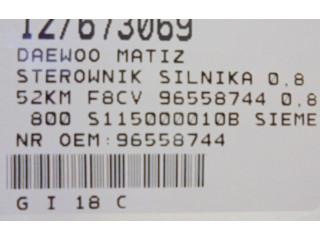 127673069
DAEWOO MATIZ
STEROWNIK SILNIKA 0,8
52KM F8CV 96558744 0,8
800 S115000010B SIEME
NR OEM:96558744
G I 18 C